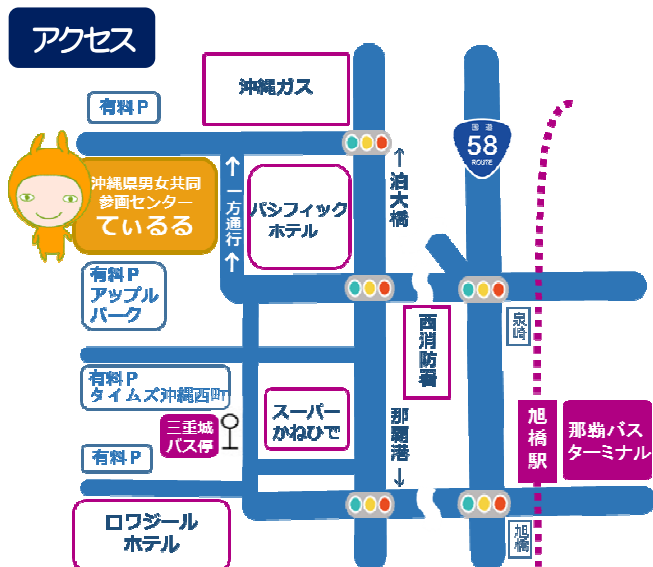 アクセス
沖縄ガス
有料P
国道
58
ROUTE
沖縄県男女共同
参画センター
てぃるる
↑一方通行↑
パシフィック
ホテル
↑泊大橋
有料P
アップル
パーク
西消防署
泉崎
有料P
タイムズ沖縄西町
三重城
バス停
スーパー
かねひで
那覇港↓
旭橋駅
那覇バス
ターミナル
有料P
ロワジール
ホテル
旭橋